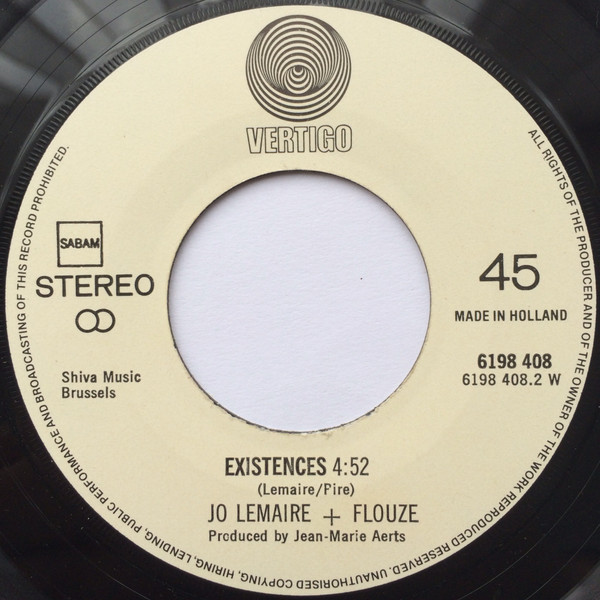 VERTIGO
SABAM
STEREO
Shiva Music
Brussels
45
MADE IN HOLLAND
6198 408
6198 408.2 W
EXISTENCES 4:52
(Lemaire/Pire)
JO LEMAIRE + FLOUZE
Produced by Jean-Marie Aerts
ALL RIGHTS OF THE PRODUCER AND OF THE OWNER OF THE WORK REPRODUCED RESERVED. UNAUTHORISED COPYING, HIRING, LENDING, PUBLIC PERFORMANCE AND BROADCASTING OF THIS RECORD PROHIBITED.